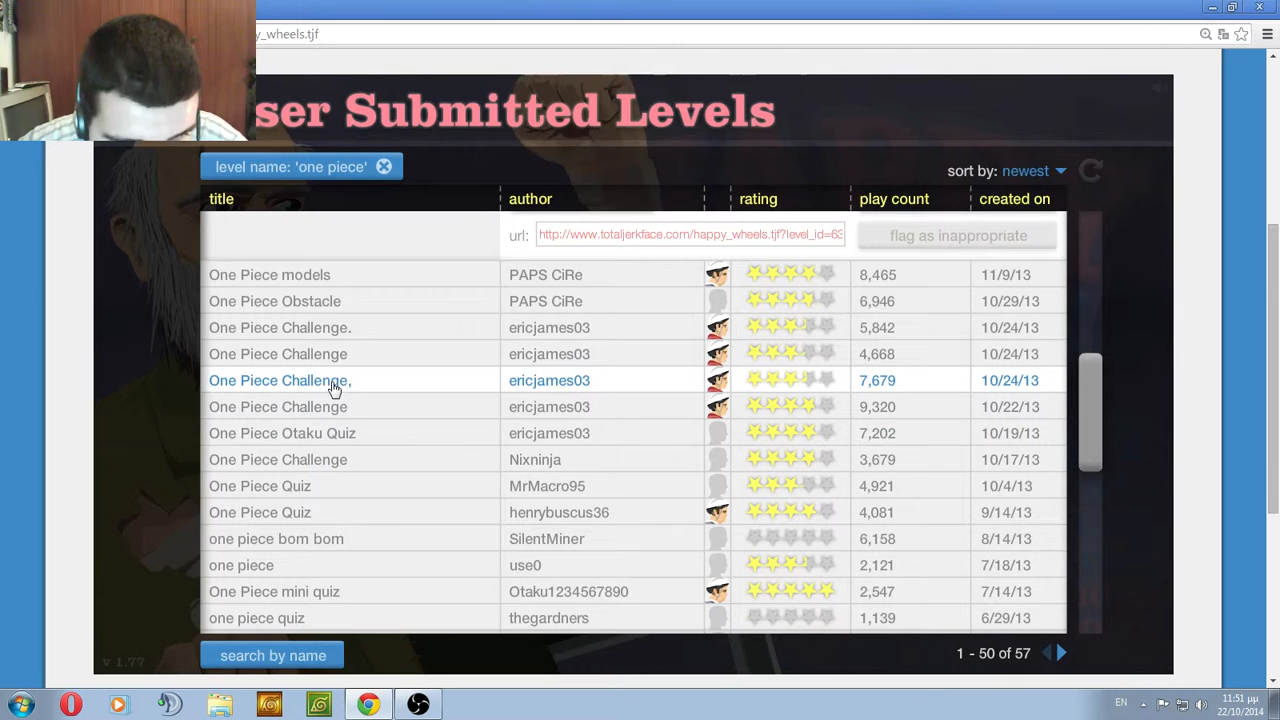 y_wheels.tjf
ser Submitted Levels
level name: 'one piece'
sort by: newest
title author rating play count created on
url: http://www.totaljerkface.com/happy_wheels.tjf?level_id=63 flag as inappropriate
One Piece models PAPS CiRe 8,465 11/9/13
One Piece Obstacle PAPS CiRe 6,946 10/29/13
One Piece Challenge. ericjames03 5,842 10/24/13
One Piece Challenge ericjames03 4,668 10/24/13
One Piece Challenge, ericjames03 7,679 10/24/13
One Piece Challenge ericjames03 9,320 10/22/13
One Piece Otaku Quiz ericjames03 7,202 10/19/13
One Piece Challenge Nixninja 3,679 10/17/13
One Piece Quiz MrMacro95 4,921 10/4/13
One Piece Quiz henrybuscus36 4,081 9/14/13
one piece bom bom SilentMiner 6,158 8/14/13
one piece use0 2,121 7/18/13
One Piece mini quiz Otaku1234567890 2,547 7/14/13
one piece quiz thegardners 1,139 6/29/13
search by name 1 - 50 of 57
v 1.77
EN 11:51 μμ
22/10/2014